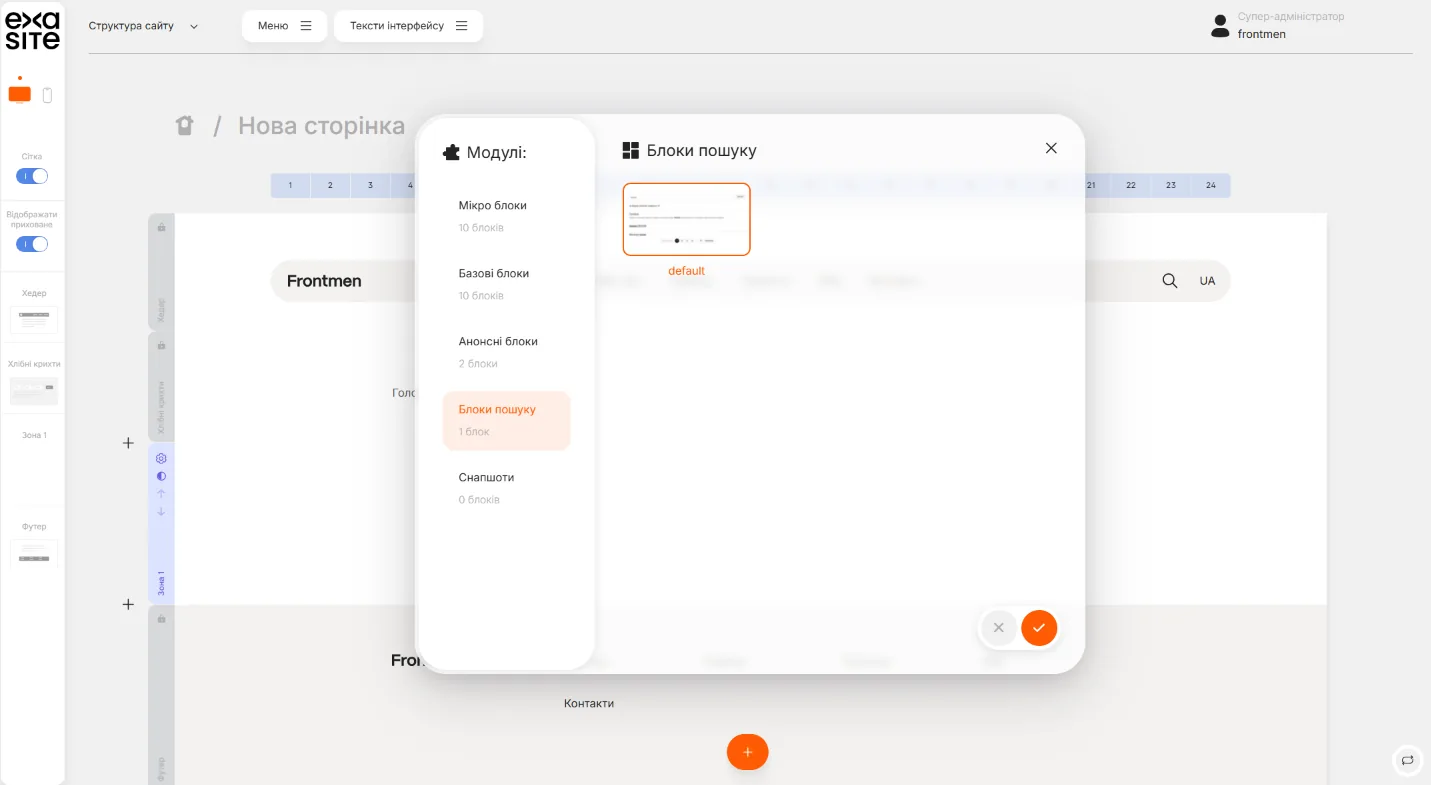 exa
SITE
Структура сайту
Меню
Тексти інтерфейсу
Супер-адміністратор
frontmen
/ Нова сторінка
Сітка
Відображати
приховане
Хедер
Хлібні крихти
Зона 1
Футер
1 2 3 4
21 22 23 24
Хедер
Хлібні крихти
Зона 1
Футер
Frontmen
UA
Голо
Fron
Контакти
Модулі:
Мікро блоки
10 блоків
Базові блоки
10 блоків
Анонсні блоки
2 блоки
Блоки пошуку
1 блок
Снапшоти
0 блоків
Блоки пошуку
default